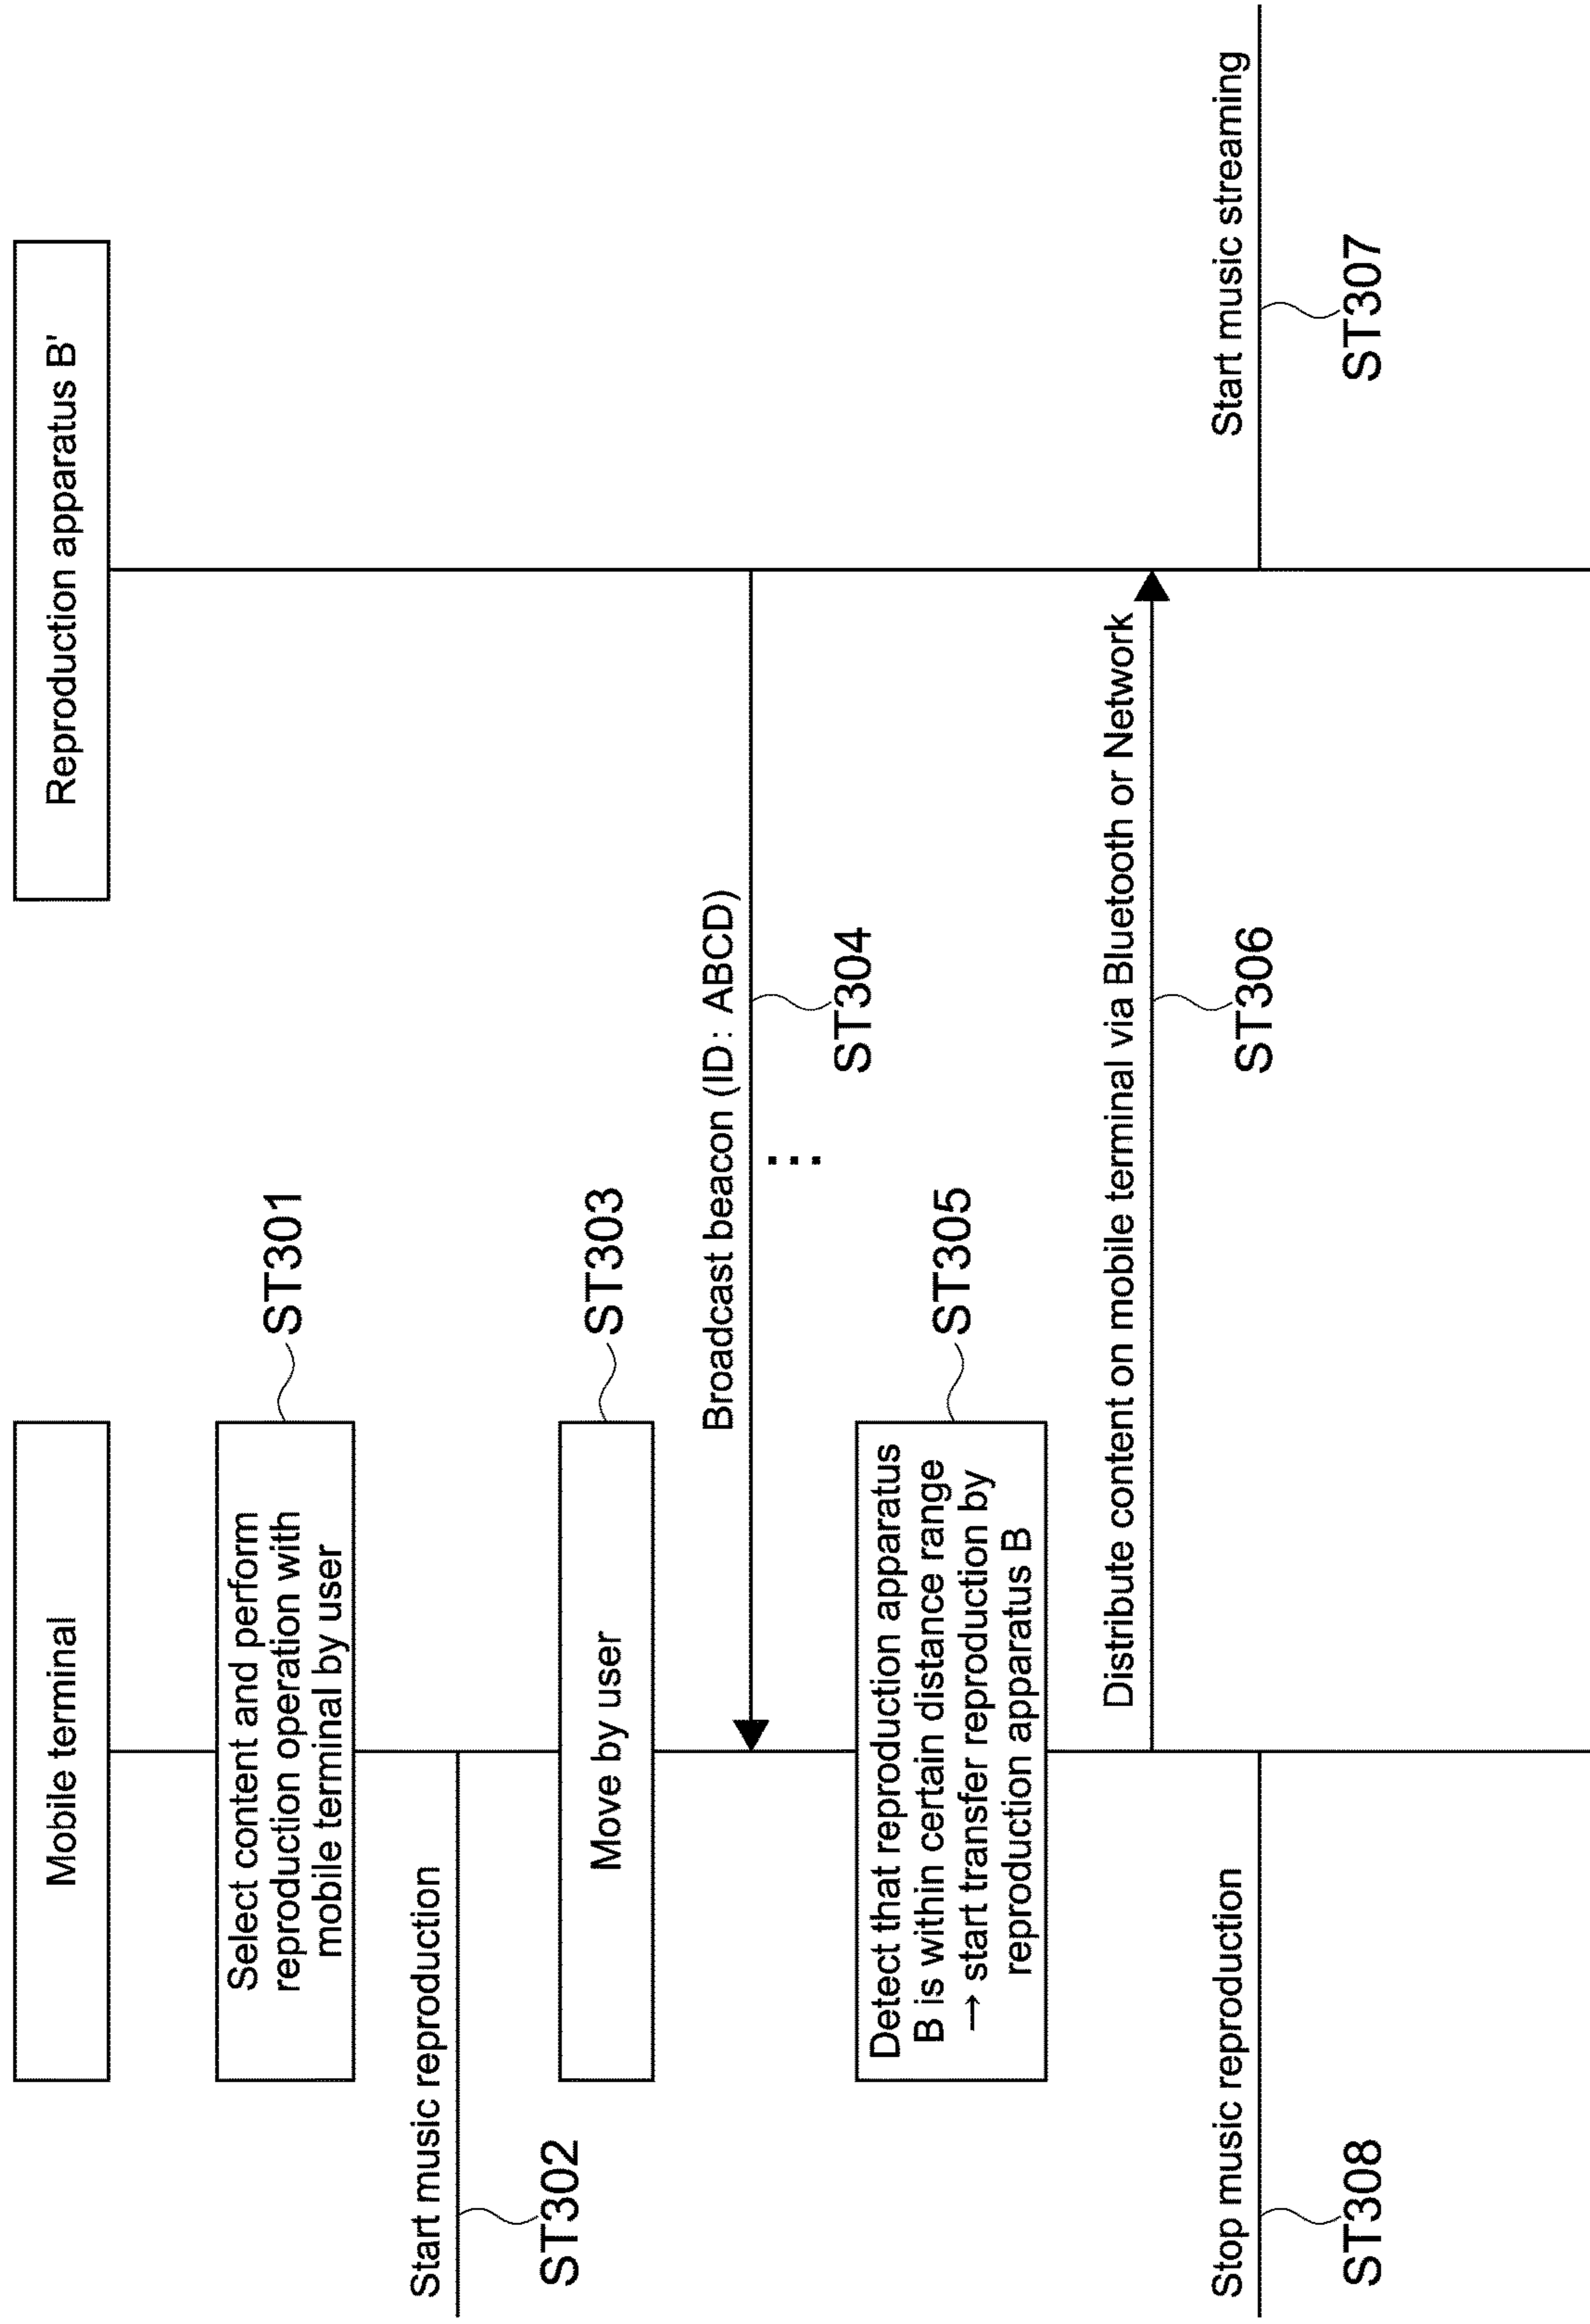 Mobile terminal
Reproduction apparatus B'
Select content and perform
reproduction operation with
mobile terminal by user
ST301
Start music reproduction
ST302
Move by user
ST303
Broadcast beacon (ID: ABCD)
ST304
...
Detect that reproduction apparatus
B is within certain distance range
→ start transfer reproduction by
reproduction apparatus B
ST305
Distribute content on mobile terminal via Bluetooth or Network
ST306
Start music streaming
ST307
Stop music reproduction
ST308